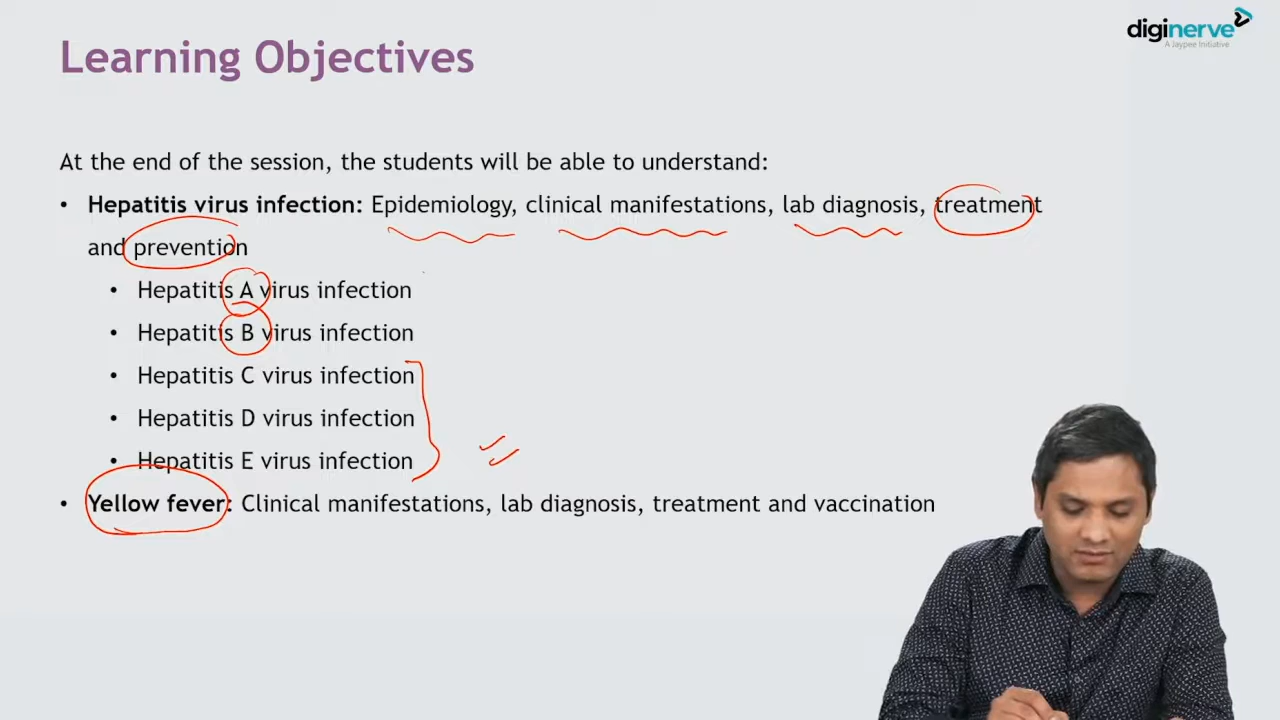 Learning Objectives
diginerve
A Jaypee Initiative
At the end of the session, the students will be able to understand:
• Hepatitis virus infection: Epidemiology, clinical manifestations, lab diagnosis, treatment
and prevention
• Hepatitis A virus infection
• Hepatitis B virus infection
• Hepatitis C virus infection
• Hepatitis D virus infection
• Hepatitis E virus infection
• Yellow fever: Clinical manifestations, lab diagnosis, treatment and vaccination